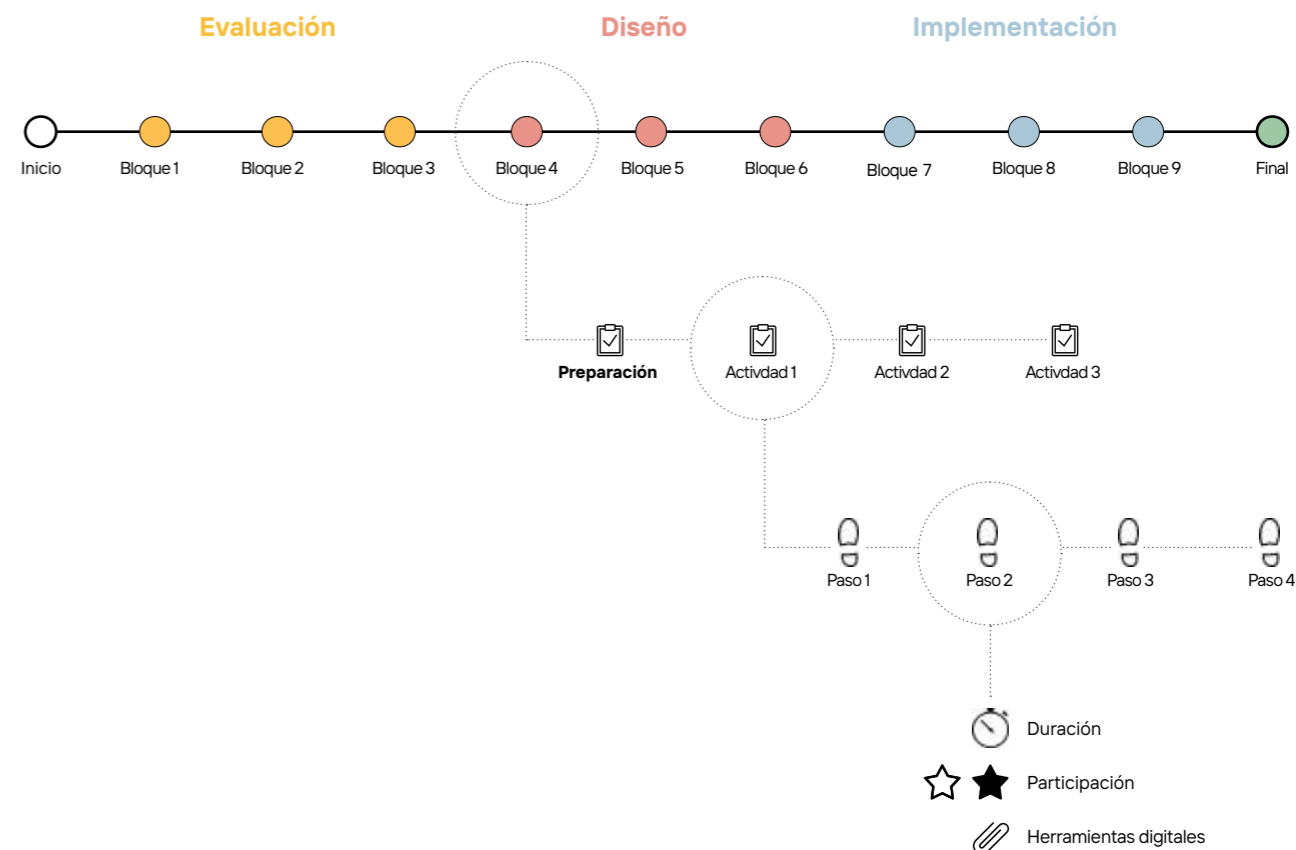 Evaluación
Diseño
Implementación
Inicio
Bloque 1
Bloque 2
Bloque 3
Bloque 4
Bloque 5
Bloque 6
Bloque 7
Bloque 8
Bloque 9
Final
Preparación
Activdad 1
Activdad 2
Activdad 3
Paso 1
Paso 2
Paso 3
Paso 4
Duración
Participación
Herramientas digitales